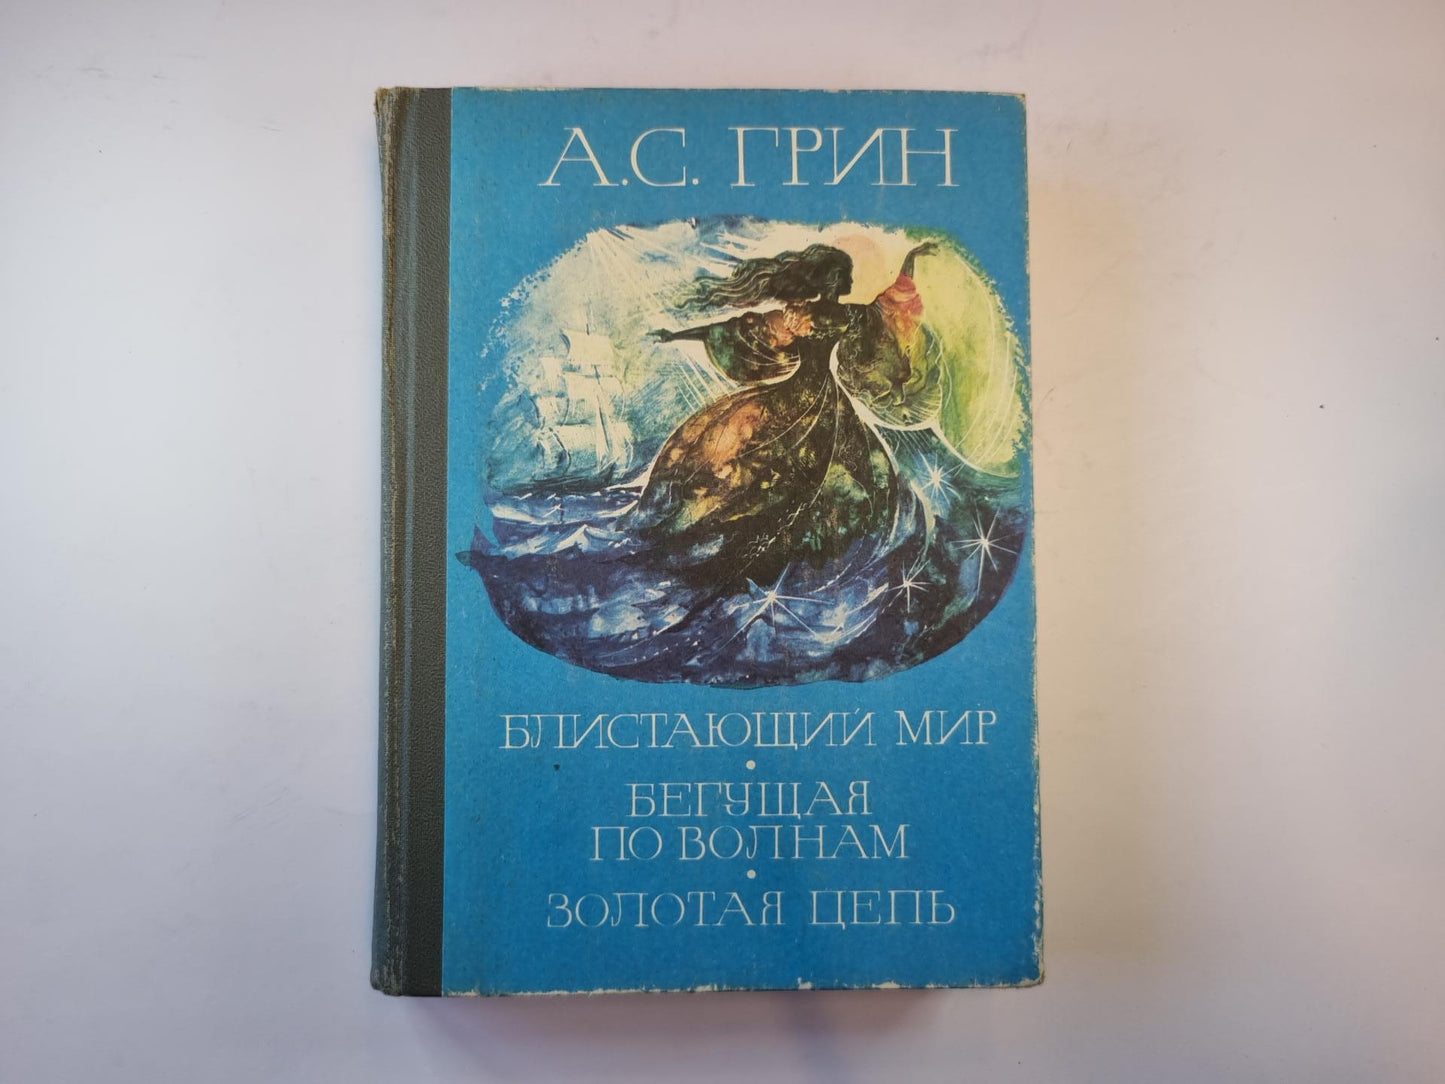 А.С. ГРИН
БЛИСТАЮЩИЙ МИР
•
БЕГУЩАЯ
ПО ВОЛНАМ
•
ЗОЛОТАЯ ЦЕПЬ